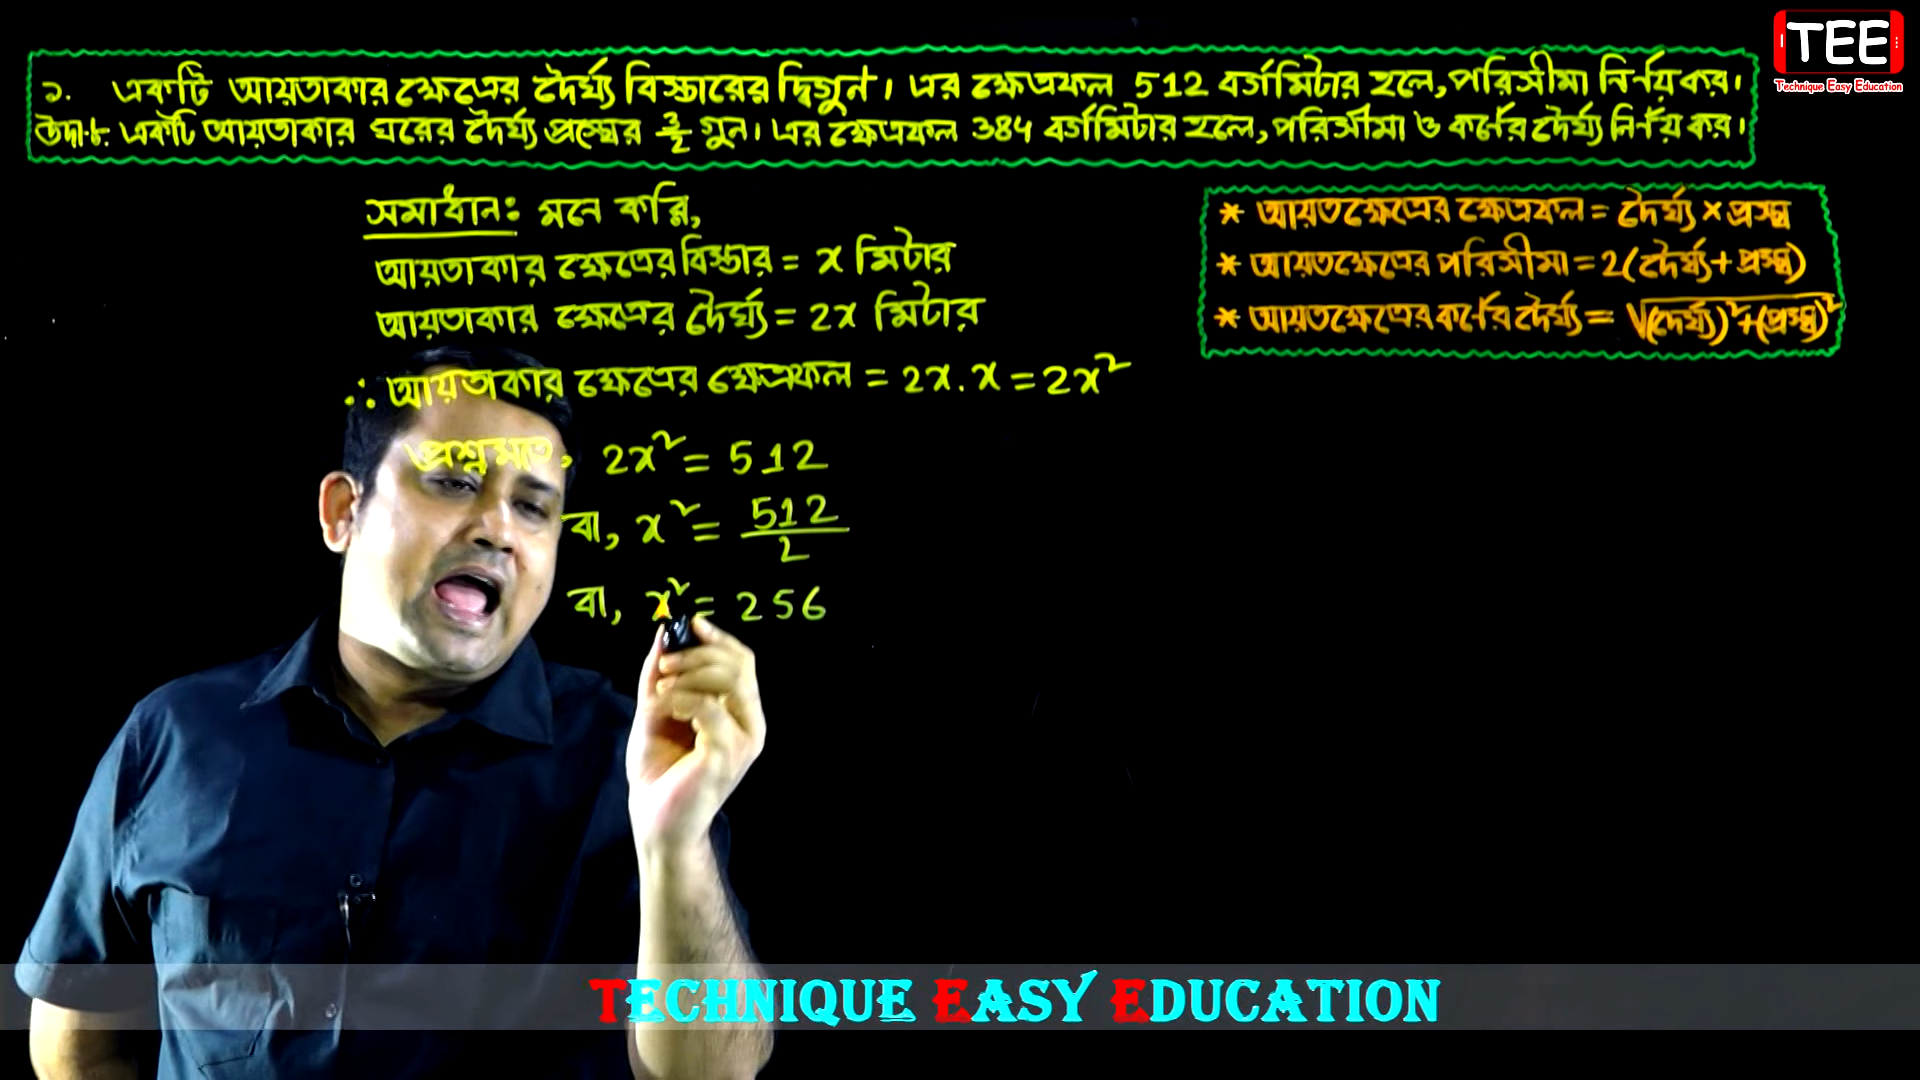 TEE
Technique Easy Education
১. একটি আয়তাকার ক্ষেত্রের দৈর্ঘ্য বিস্তারের দ্বিগুন। এর ক্ষেত্রফল 512 বর্গমিটার হলে, পরিসীমা নির্ণয় কর।
উদা-৮. একটি আয়তাকার ঘরের দৈর্ঘ্য প্রস্থের 3/2 গুন। এর ক্ষেত্রফল 384 বর্গমিটার হলে, পরিসীমা ও কর্ণের দৈর্ঘ্য নির্ণয় কর।
সমাধান: মনে করি,
আয়তাকার ক্ষেত্রের বিস্তার = x মিটার
আয়তাকার ক্ষেত্রের দৈর্ঘ্য = 2x মিটার
∴ আয়তাকার ক্ষেত্রের ক্ষেত্রফল = 2x.x = 2x²
প্রশ্নমতে, 2x² = 512
বা, x² = 512/2
বা, x² = 256
* আয়তক্ষেত্রের ক্ষেত্রফল = দৈর্ঘ্য × প্রস্থ
* আয়তক্ষেত্রের পরিসীমা = 2(দৈর্ঘ্য + প্রস্থ)
* আয়তক্ষেত্রের কর্ণের দৈর্ঘ্য = √(দৈর্ঘ্য)² + (প্রস্থ)²
TECHNIQUE EASY EDUCATION